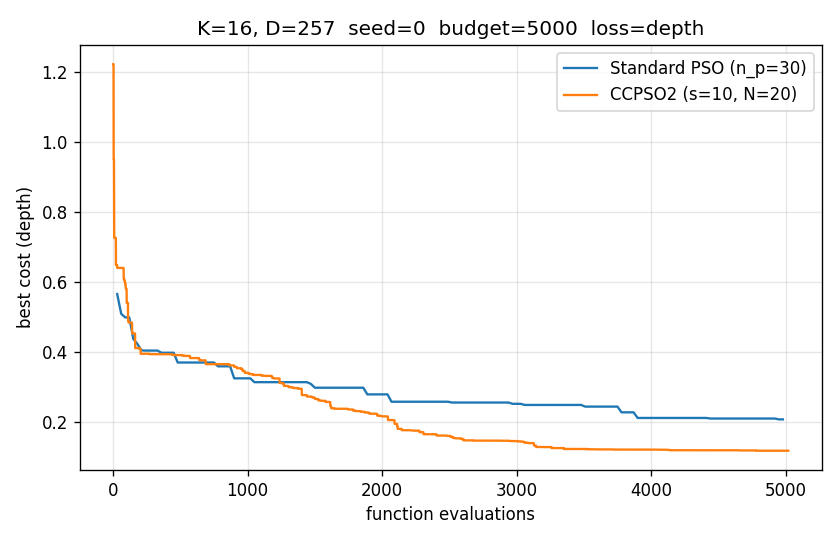 K=16, D=257  seed=0  budget=5000  loss=depth
Standard PSO (n_p=30)
CCPSO2 (s=10, N=20)
best cost (depth)
1.2
1.0
0.8
0.6
0.4
0.2
0 1000 2000 3000 4000 5000
function evaluations